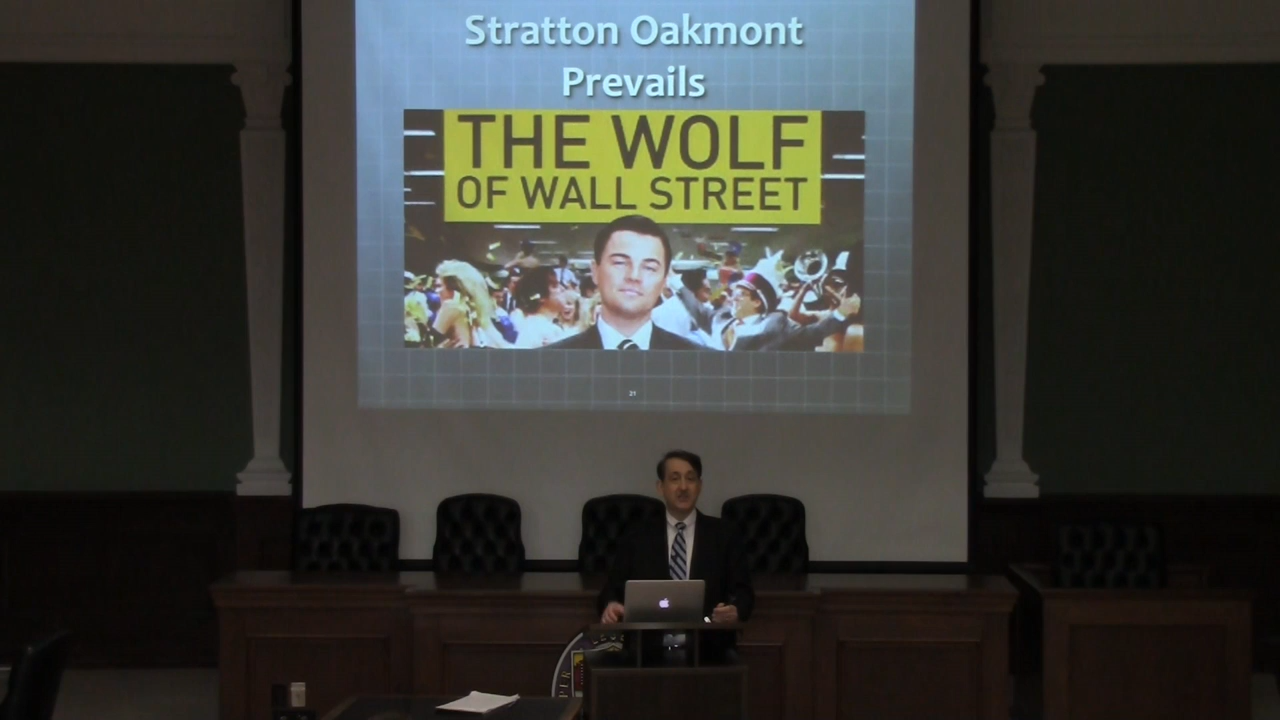 Stratton Oakmont
Prevails
THE WOLF
OF WALL STREET
21